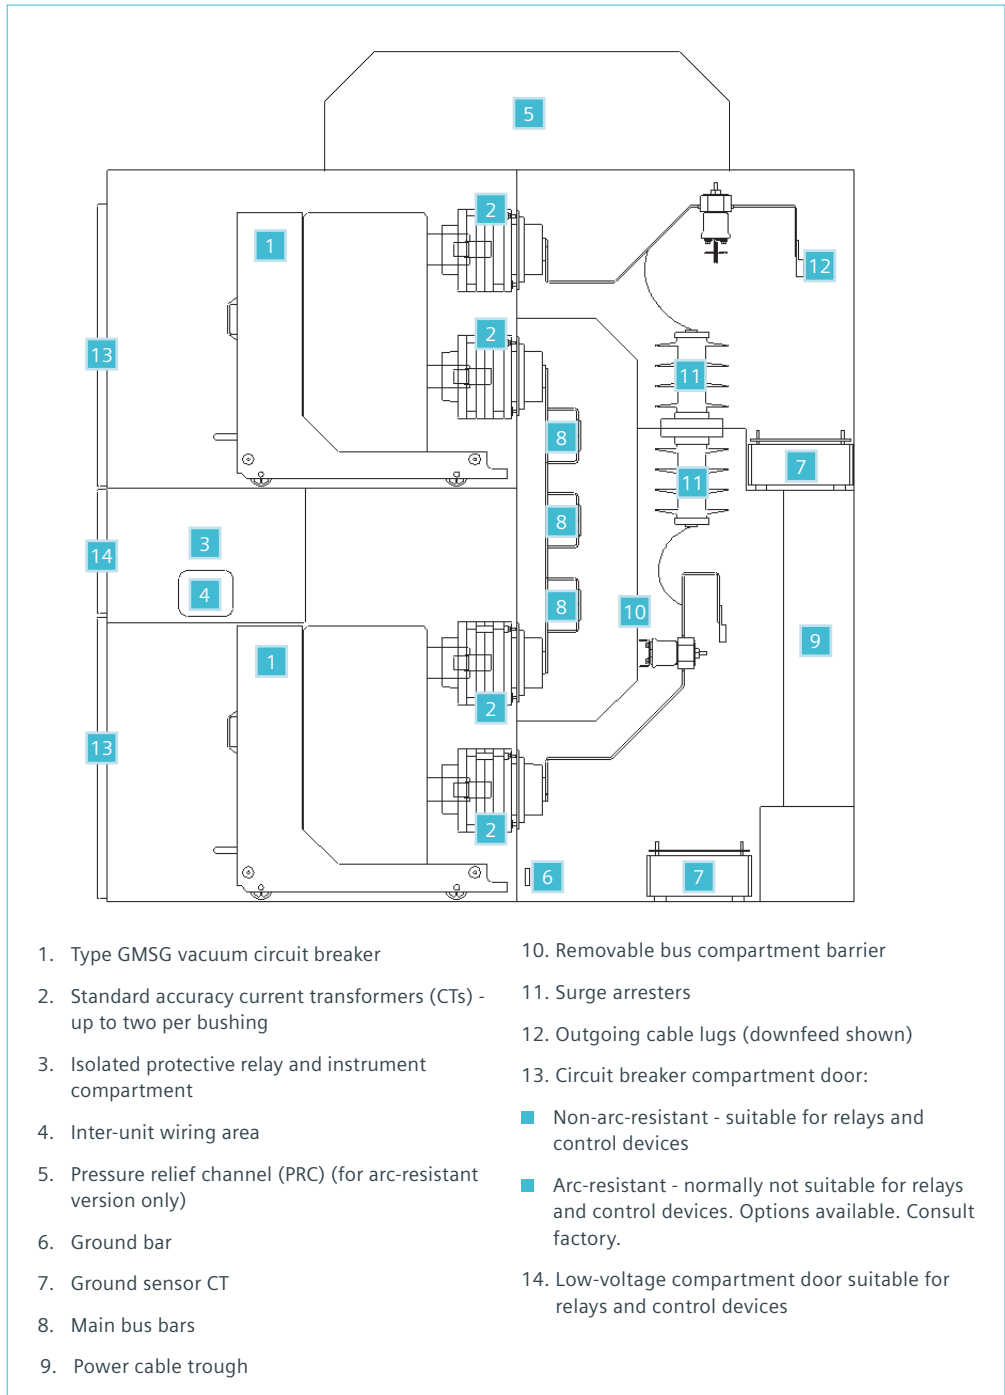 5
2
1
12
2
13
11
8
7
11
8
14
3
4
8
10
9
1
2
13
2
6
7
1. Type GMSG vacuum circuit breaker
2. Standard accuracy current transformers (CTs) -
up to two per bushing
3. Isolated protective relay and instrument
compartment
4. Inter-unit wiring area
5. Pressure relief channel (PRC) (for arc-resistant
version only)
6. Ground bar
7. Ground sensor CT
8. Main bus bars
9. Power cable trough
10. Removable bus compartment barrier
11. Surge arresters
12. Outgoing cable lugs (downfeed shown)
13. Circuit breaker compartment door:
Non-arc-resistant - suitable for relays and
control devices
Arc-resistant - normally not suitable for relays
and control devices. Options available. Consult
factory.
14. Low-voltage compartment door suitable for
relays and control devices